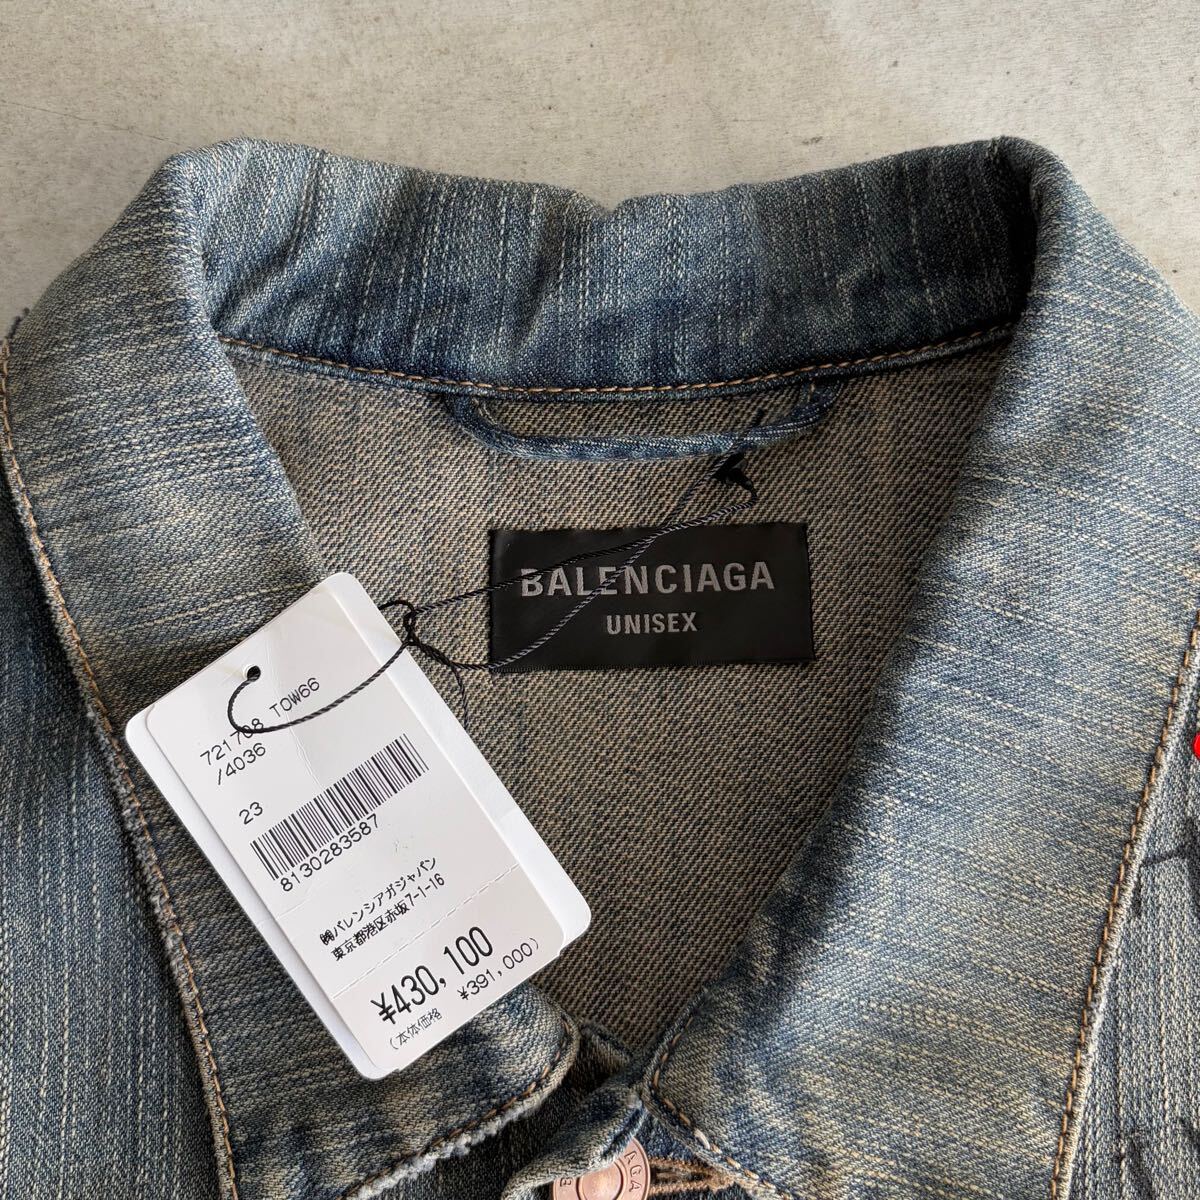 BALENCIAGA
UNISEX
721708 TOW66
/4036
23
8130283587
㈱バレンシアガジャパン
東京都港区赤坂7-1-16
¥430,100
(本体価格 ¥391,000)
AGA